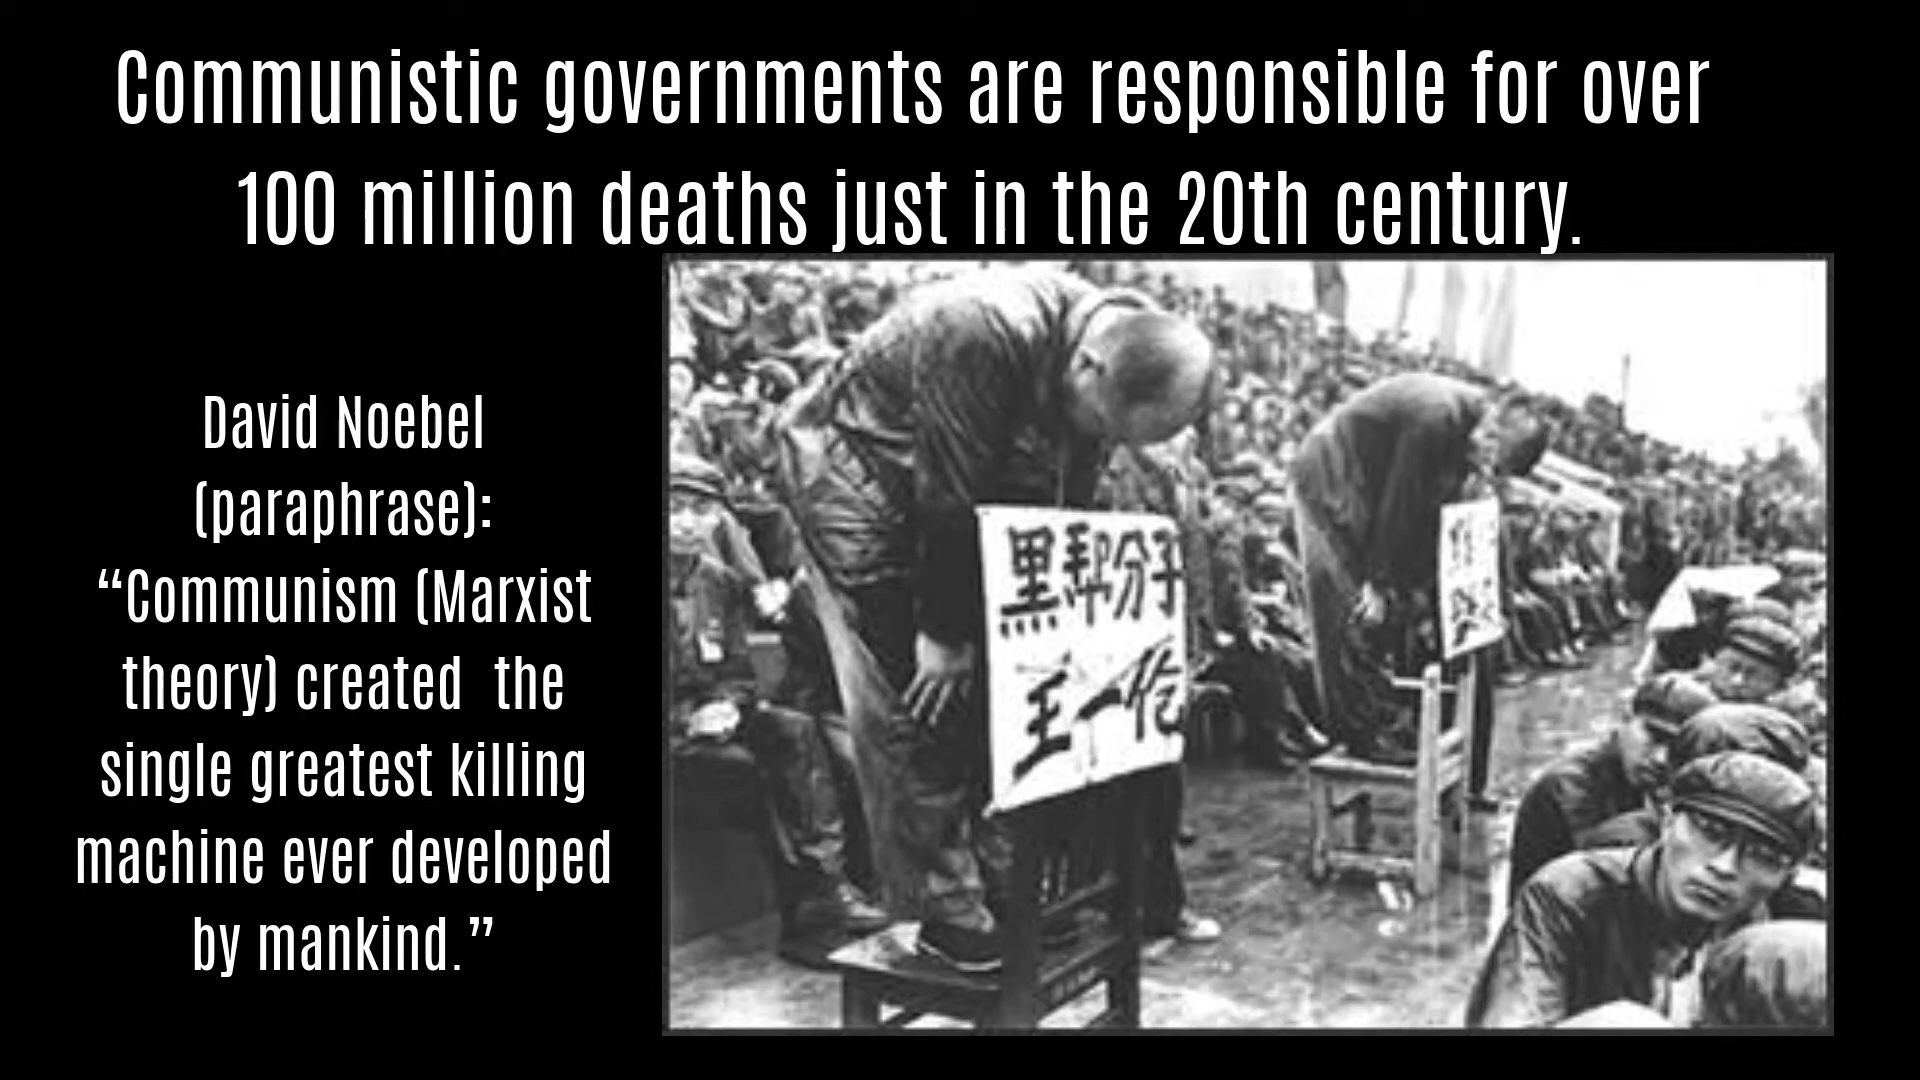 Communistic governments are responsible for over
100 million deaths just in the 20th century.
David Noebel
(paraphrase):
“Communism (Marxist
theory) created the
single greatest killing
machine ever developed
by mankind.”
黑帮分子
王一伦